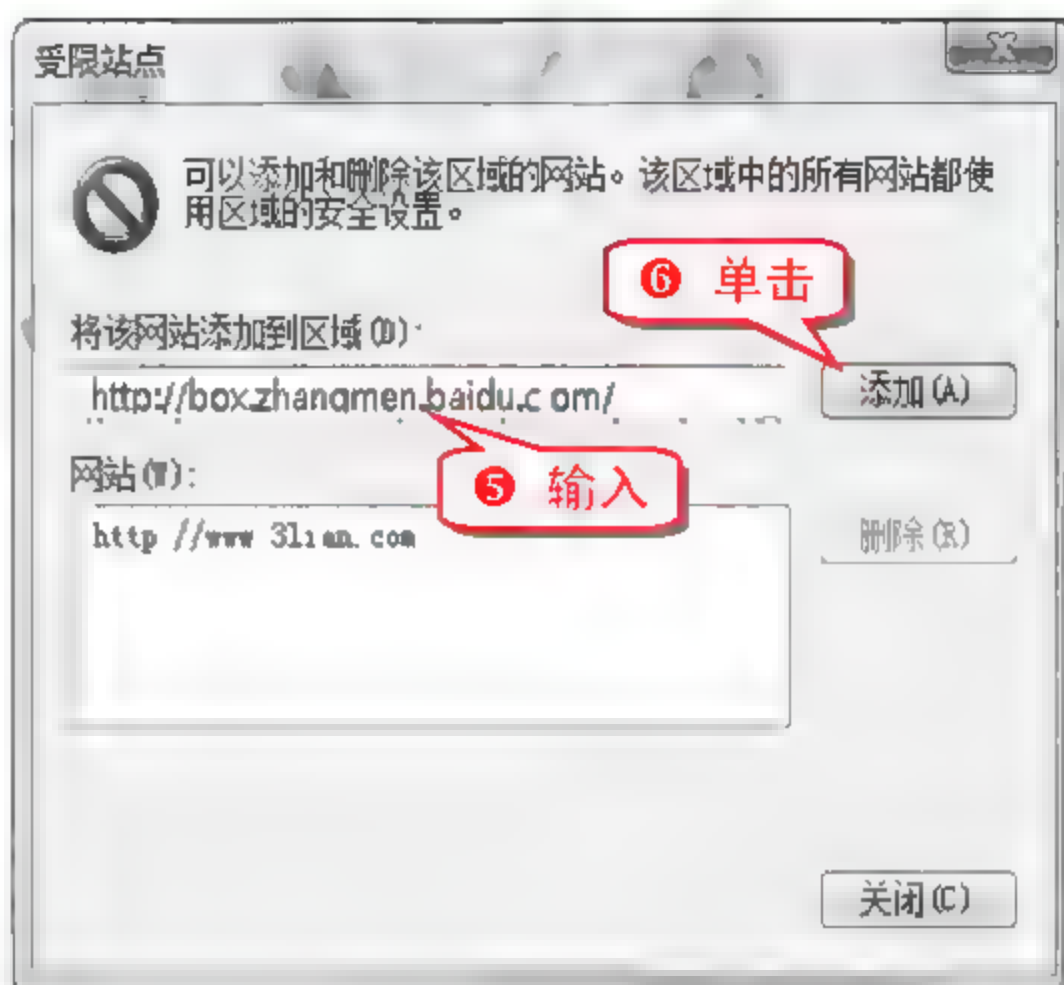 受限站点
可以添加和删除该区域的网站。该区域中的所有网站都使
用区域的安全设置。
❻ 单击
将该网站添加到区域(D):
http://box.zhangmen.baidu.com/
添加(A)
❺ 输入
网站(W):
http //www 3lian.com
删除(R)
关闭(C)